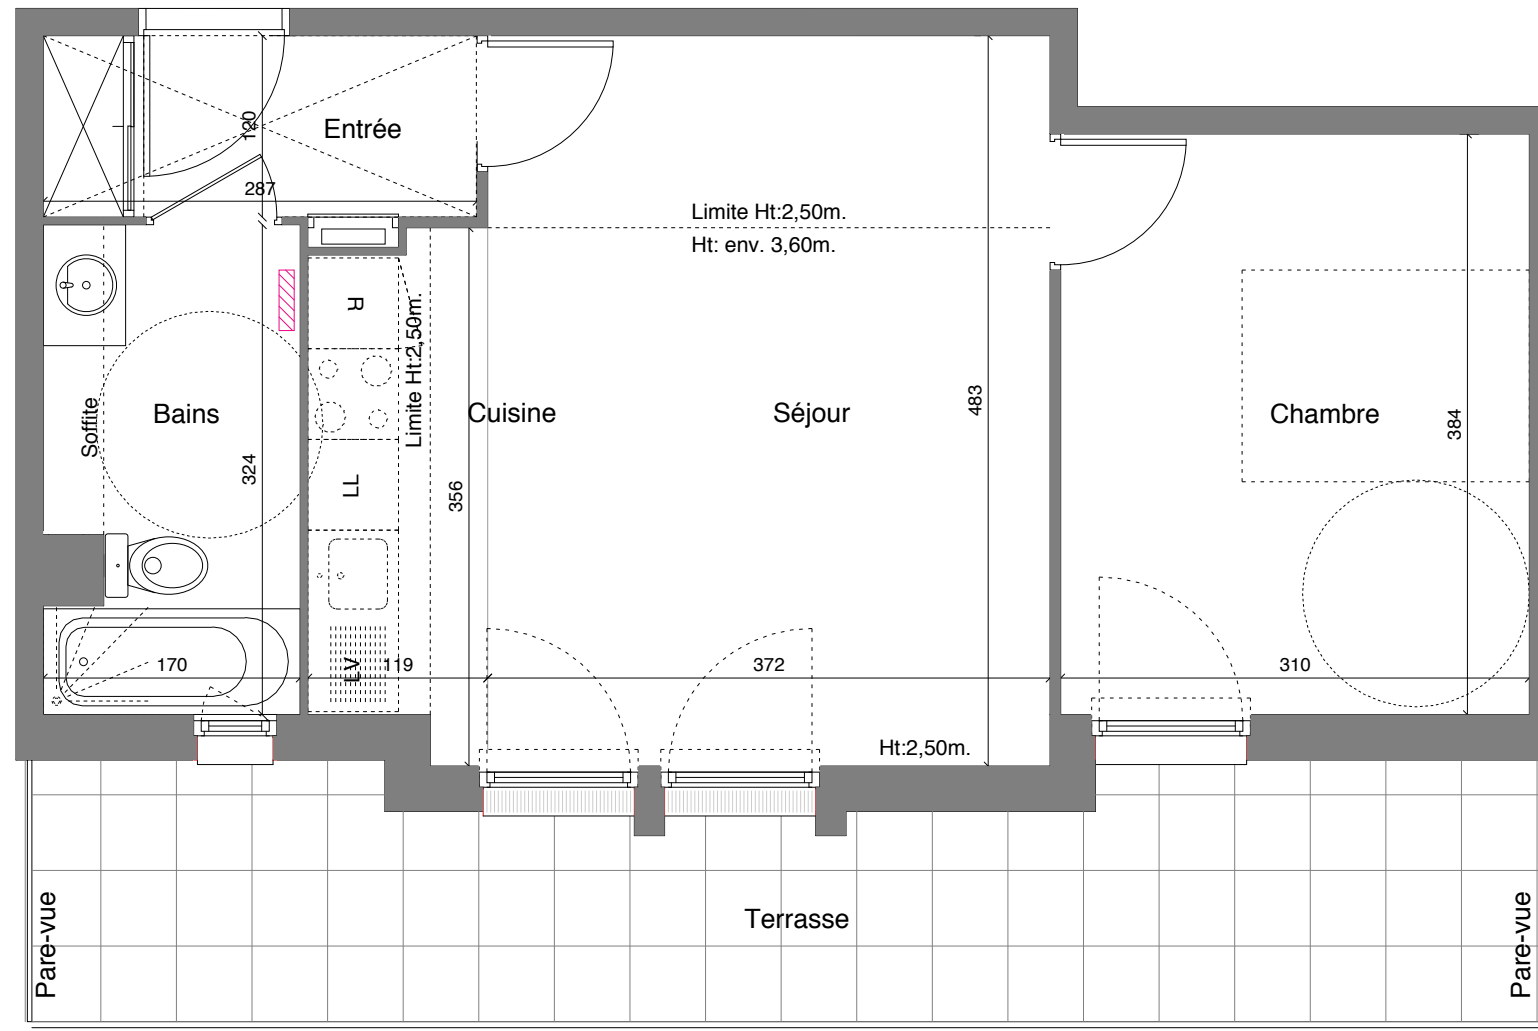 120
Entrée
287
Limite Ht:2,50m.
Ht: env. 3,60m.
R
Limite Ht:2,50m.
Soffite
Bains
Cuisine
Séjour
483
Chambre
384
324
LL
356
170
LV
119
372
310
Ht:2,50m.
Pare-vue
Terrasse
Pare-vue